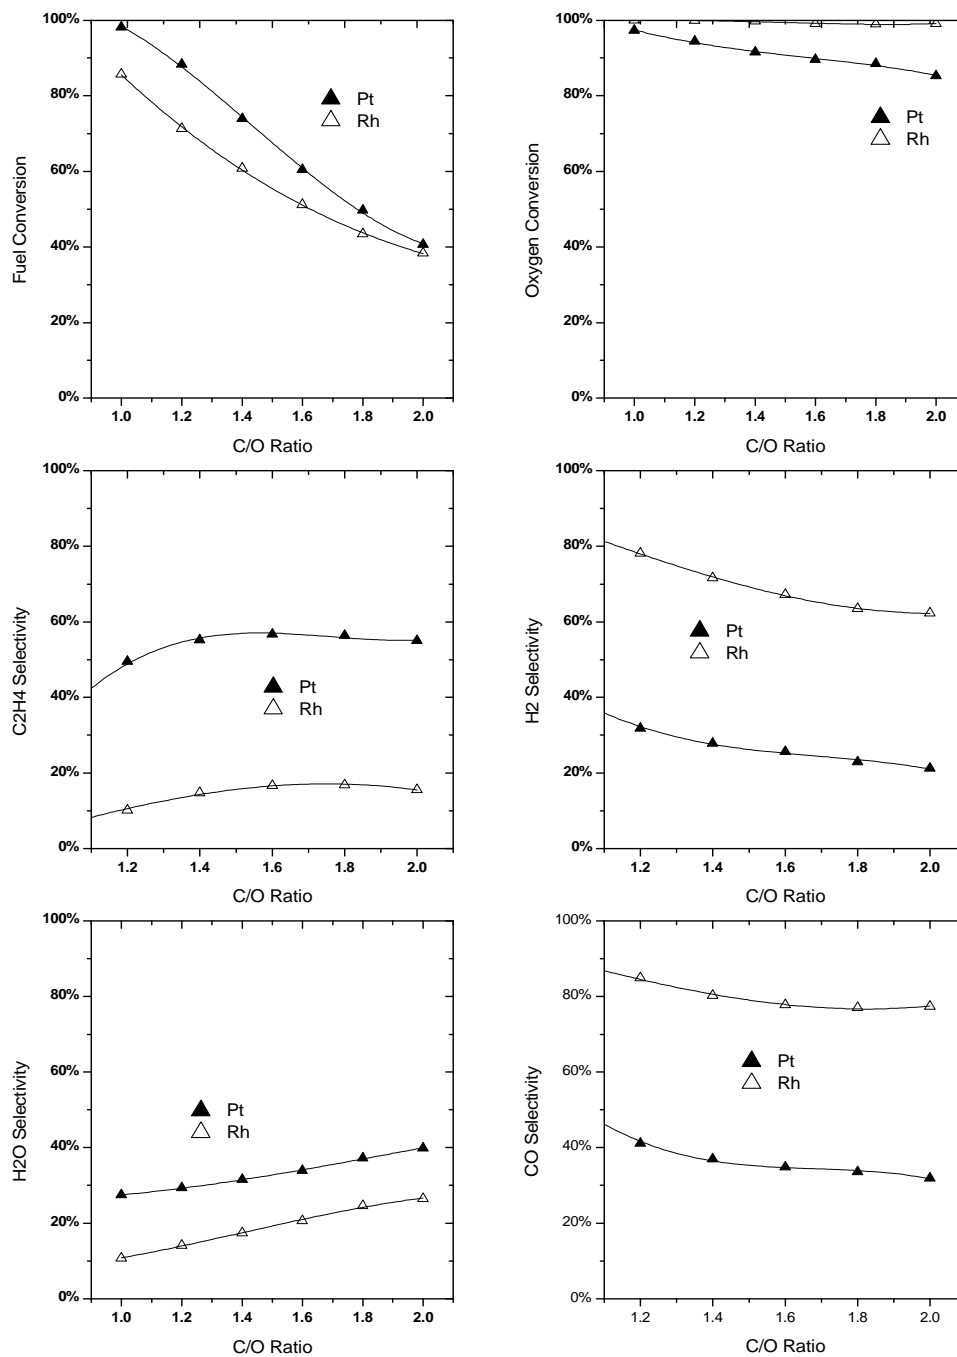 100%
80%
60%
40%
20%
0%
Fuel Conversion
Pt
Rh
1.0 1.2 1.4 1.6 1.8 2.0
C/O Ratio
100%
80%
60%
40%
20%
0%
Oxygen Conversion
Pt
Rh
1.0 1.2 1.4 1.6 1.8 2.0
C/O Ratio
100%
80%
60%
40%
20%
0%
C2H4 Selectivity
Pt
Rh
1.2 1.4 1.6 1.8 2.0
C/O Ratio
100%
80%
60%
40%
20%
0%
H2 Selectivity
Pt
Rh
1.2 1.4 1.6 1.8 2.0
C/O Ratio
100%
80%
60%
40%
20%
0%
H2O Selectivity
Pt
Rh
1.0 1.2 1.4 1.6 1.8 2.0
C/O Ratio
100%
80%
60%
40%
20%
0%
CO Selectivity
Pt
Rh
1.2 1.4 1.6 1.8 2.0
C/O Ratio